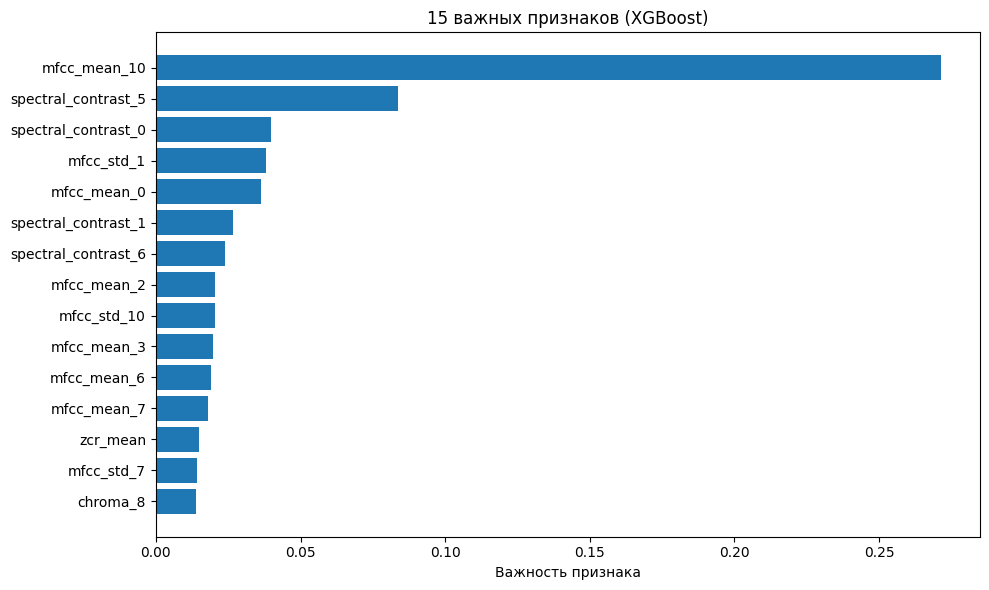 15 важных признаков (XGBoost)
mfcc_mean_10
spectral_contrast_5
spectral_contrast_0
mfcc_std_1
mfcc_mean_0
spectral_contrast_1
spectral_contrast_6
mfcc_mean_2
mfcc_std_10
mfcc_mean_3
mfcc_mean_6
mfcc_mean_7
zcr_mean
mfcc_std_7
chroma_8
0.00 0.05 0.10 0.15 0.20 0.25
Важность признака